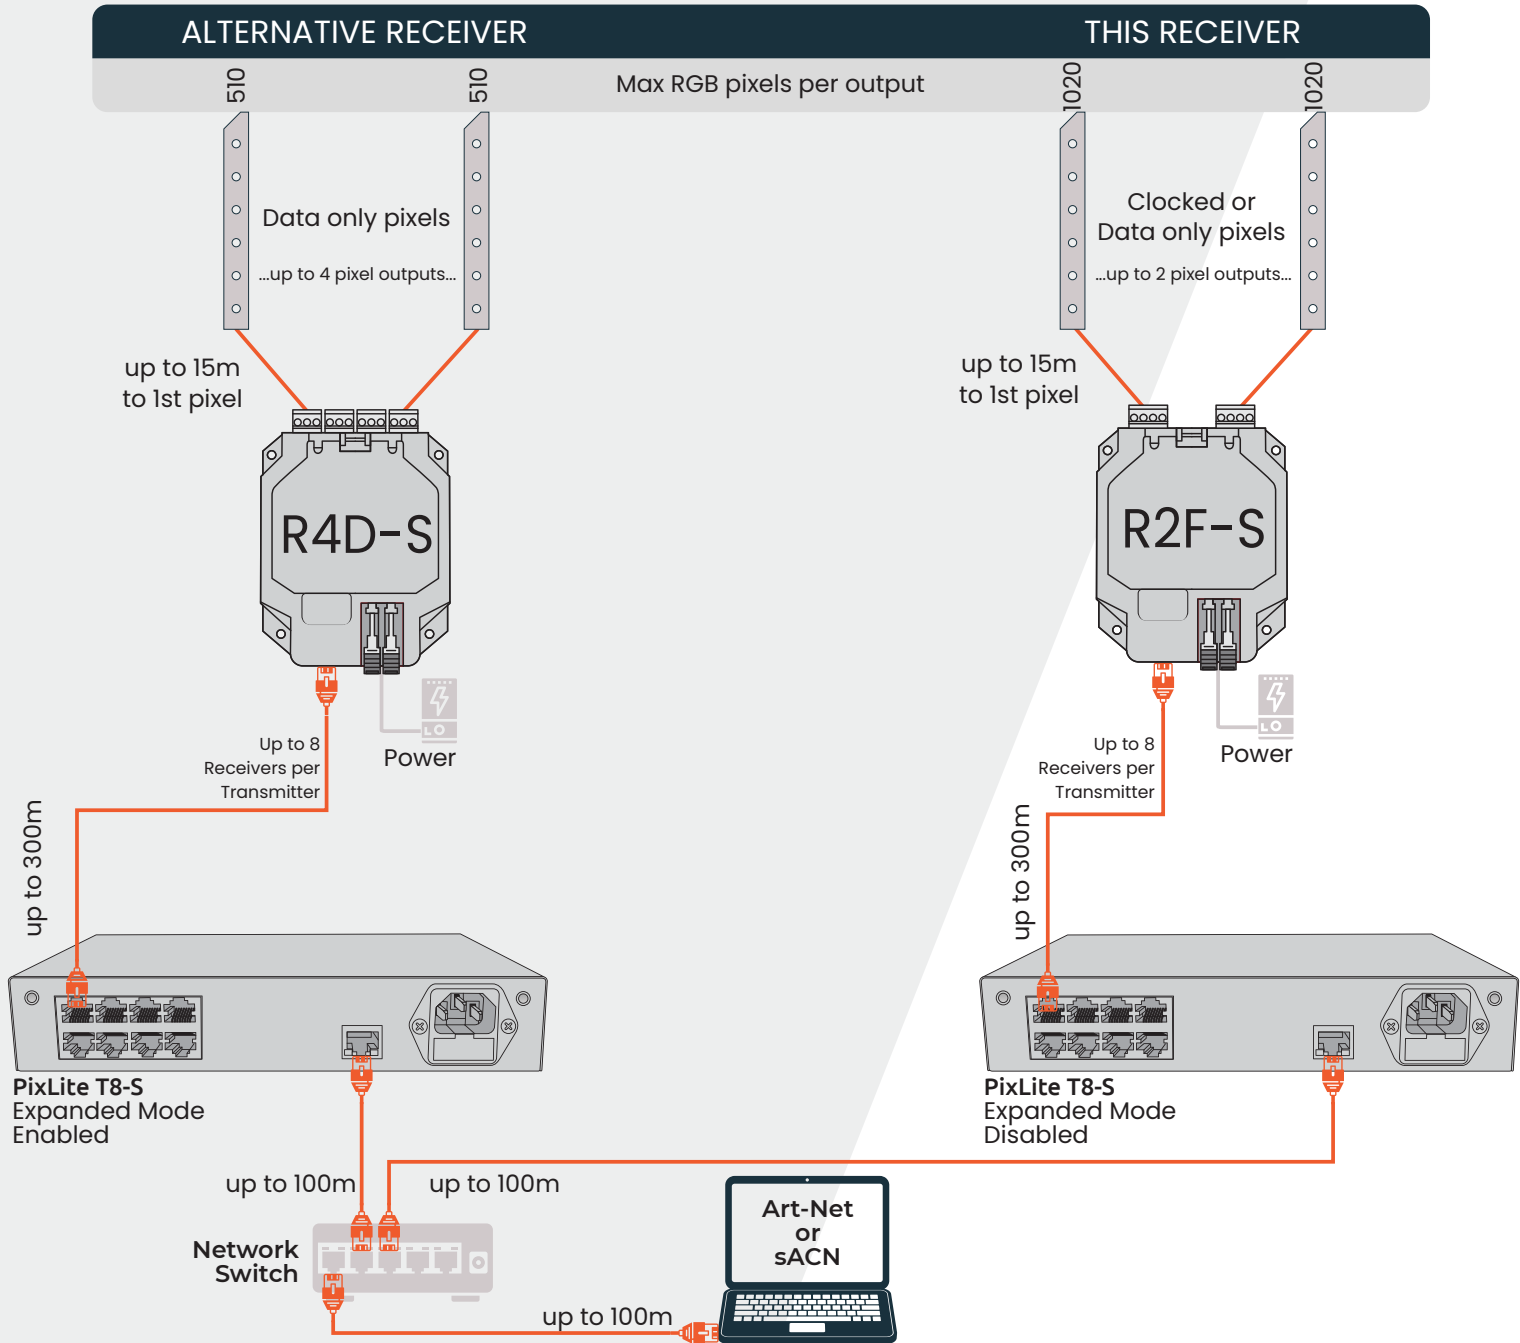 ALTERNATIVE RECEIVER
THIS RECEIVER
510
510
Max RGB pixels per output
1020
1020
Data only pixels
...up to 4 pixel outputs...
Clocked or
Data only pixels
...up to 2 pixel outputs...
up to 15m
to 1st pixel
up to 15m
to 1st pixel
R4D-S
R2F-S
LO
Power
LO
Power
Up to 8
Receivers per
Transmitter
Up to 8
Receivers per
Transmitter
up to 300m
up to 300m
PixLite T8-S
Expanded Mode
Enabled
PixLite T8-S
Expanded Mode
Disabled
up to 100m
up to 100m
Network
Switch
Art-Net
or
sACN
up to 100m